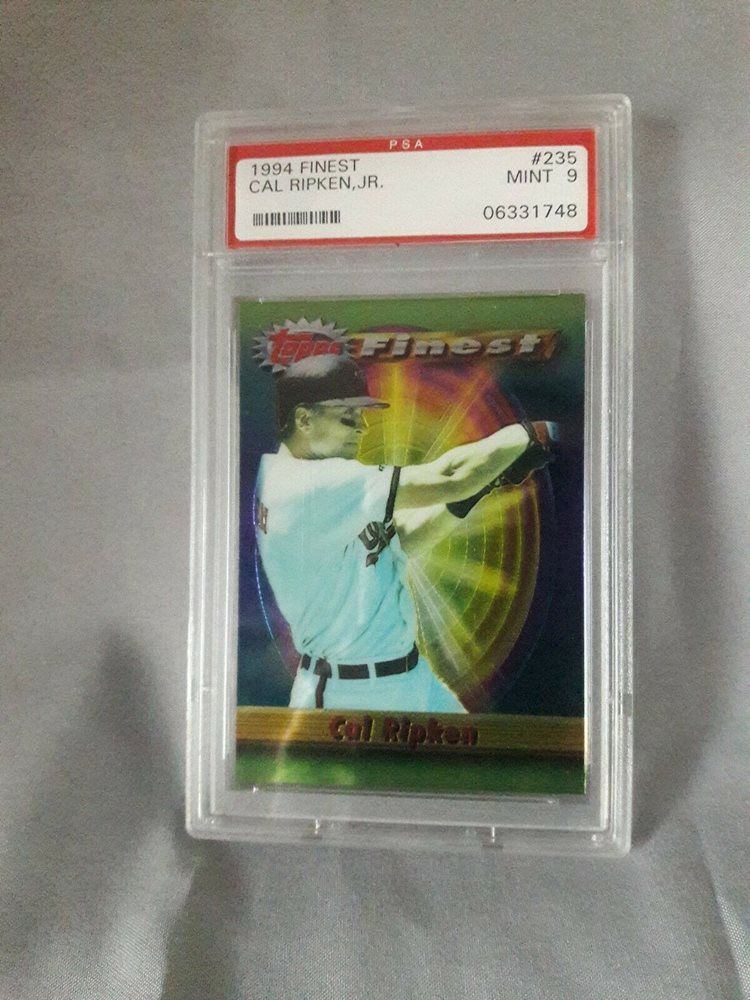 PSA
1994 FINEST #235
CAL RIPKEN,JR. MINT 9
06331748
Topps Finest
Cal Ripken